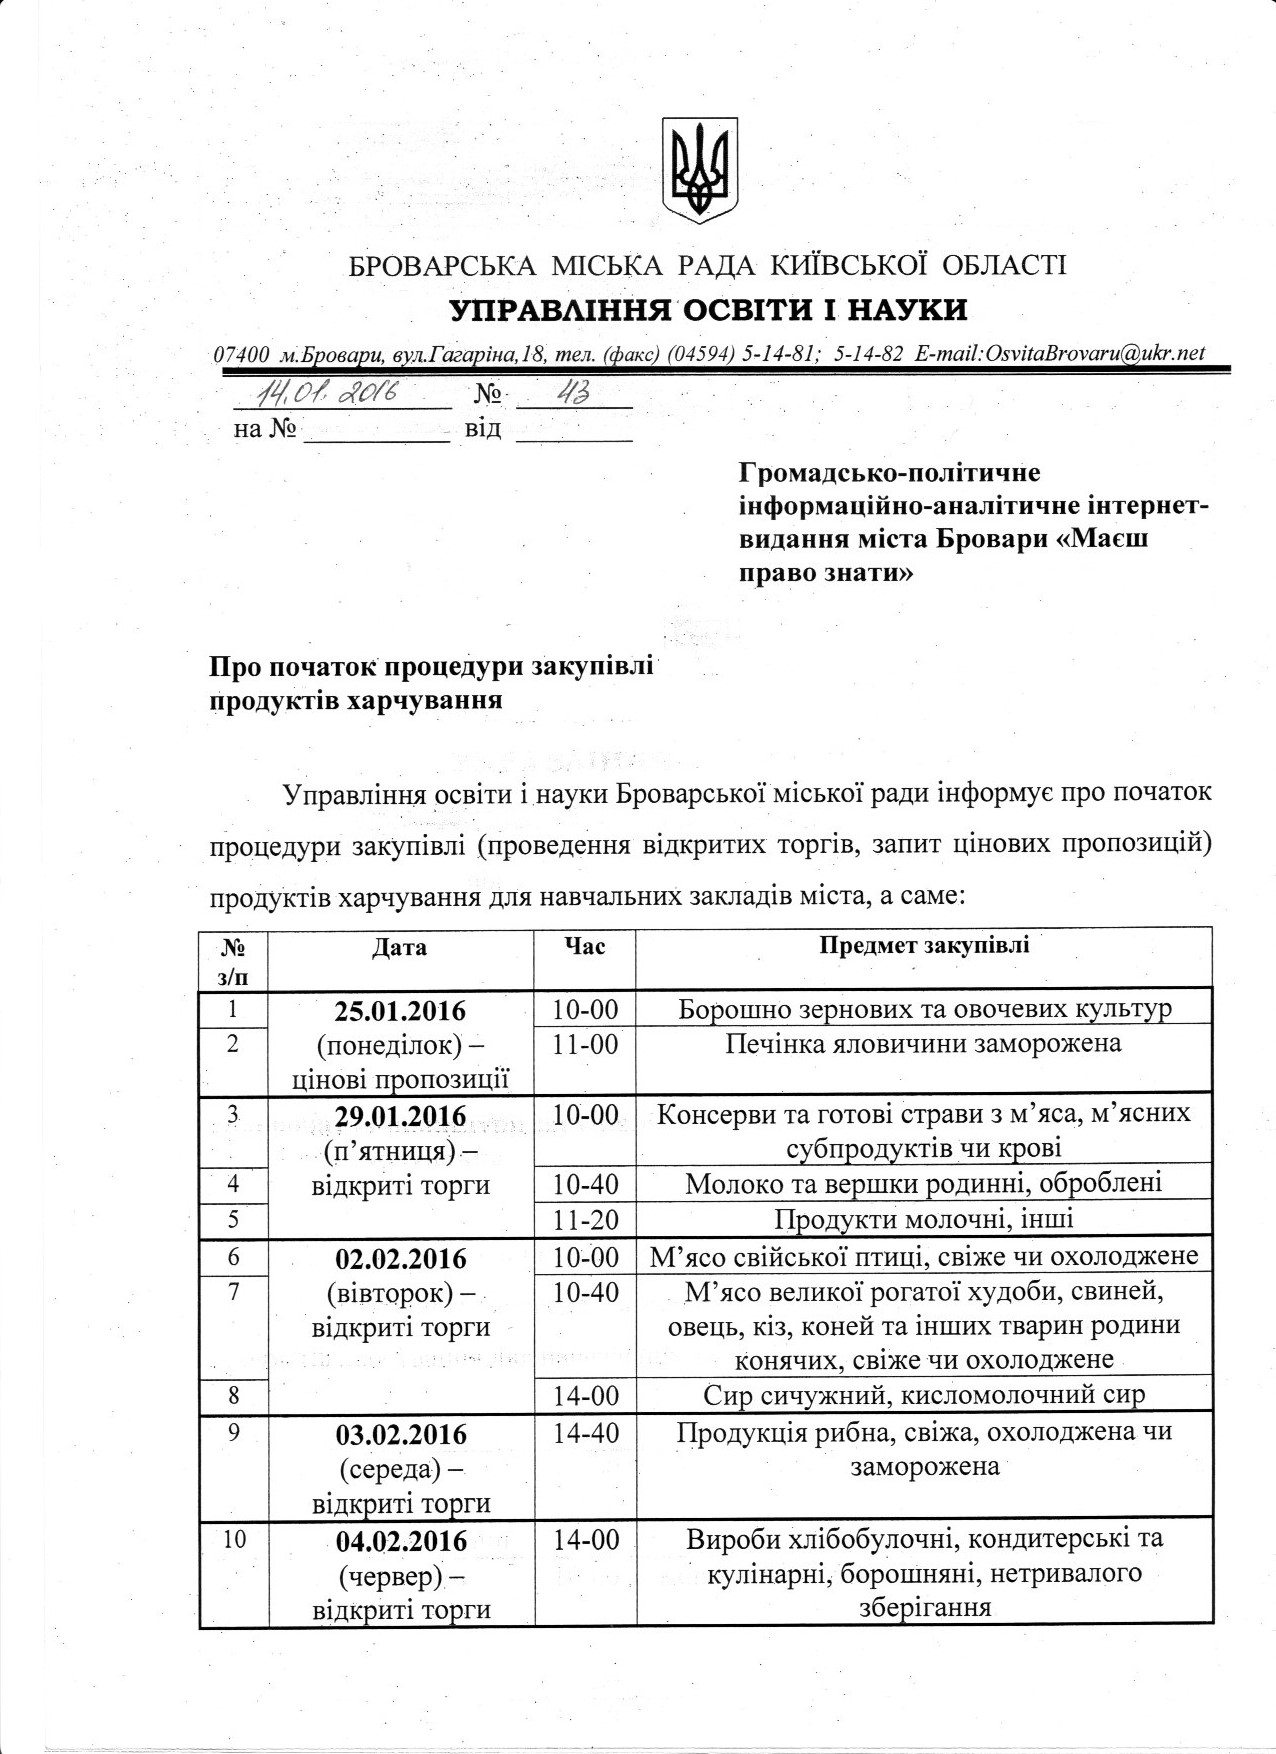 БРОВАРСЬКА МІСЬКА РАДА КИЇВСЬКОЇ ОБЛАСТІ
УПРАВЛІННЯ ОСВІТИ І НАУКИ
07400 м.Бровари, вул.Гагаріна,18, тел. (факс) (04594) 5-14-81; 5-14-82 E-mail:OsvitaBrovaru@ukr.net
14.01.2016 № 43
на № від
Громадсько-політичне
інформаційно-аналітичне інтернет-
видання міста Бровари «Маєш
право знати»
Про початок процедури закупівлі
продуктів харчування
Управління освіти і науки Броварської міської ради інформує про початок
процедури закупівлі (проведення відкритих торгів, запит цінових пропозицій)
продуктів харчування для навчальних закладів міста, а саме:
№ Дата Час Предмет закупівлі
з/п
1 25.01.2016 10-00 Борошно зернових та овочевих культур
2 (понеділок) – 11-00 Печінка яловичини заморожена
цінові пропозиції
3 29.01.2016 10-00 Консерви та готові страви з м’яса, м’ясних
(п’ятниця) – субпродуктів чи крові
4 відкриті торги 10-40 Молоко та вершки родинні, оброблені
5 11-20 Продукти молочні, інші
6 02.02.2016 10-00 М’ясо свійської птиці, свіже чи охолоджене
7 (вівторок) – 10-40 М’ясо великої рогатої худоби, свиней,
відкриті торги овець, кіз, коней та інших тварин родини
конячих, свіже чи охолоджене
8 14-00 Сир сичужний, кисломолочний сир
9 03.02.2016 14-40 Продукція рибна, свіжа, охолоджена чи
(середа) – заморожена
відкриті торги
10 04.02.2016 14-00 Вироби хлібобулочні, кондитерські та
(червер) – кулінарні, борошняні, нетривалого
відкриті торги зберігання